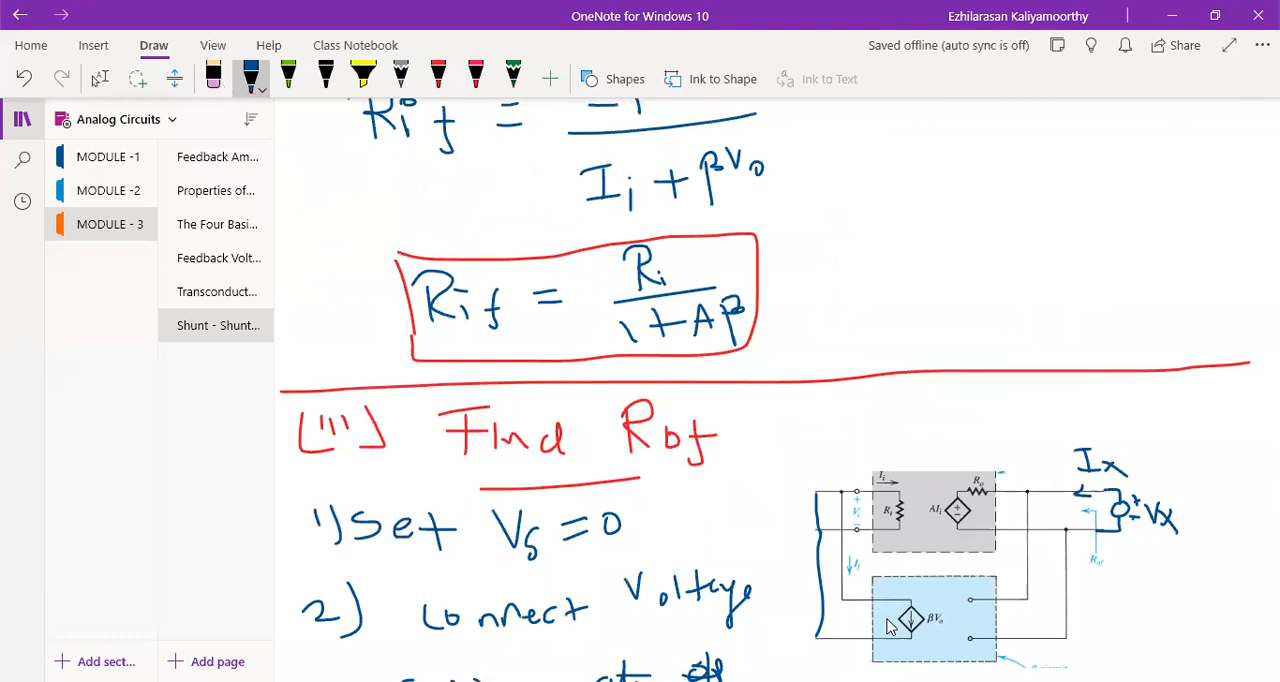 OneNote for Windows 10
Ezhilarasan Kaliyamoorthy
Home Insert Draw View Help Class Notebook
Saved offline (auto sync is off)
Share
Shapes
Ink to Shape
Ink to Text
Analog Circuits
MODULE -1
MODULE -2
MODULE - 3
Feedback Am...
Properties of...
The Four Basi...
Feedback Volt...
Transconduct...
Shunt - Shunt...
Add sect...
Add page
Rif =
Ii + βVo
Rif = Ri / 1+Aβ
(III) Find Rof
1) Set Vs = 0
2) Connect Voltage
at
Ix
Vx
Ii
+
Vi
−
Ri
AIi
Ro
If
βVo
Rof